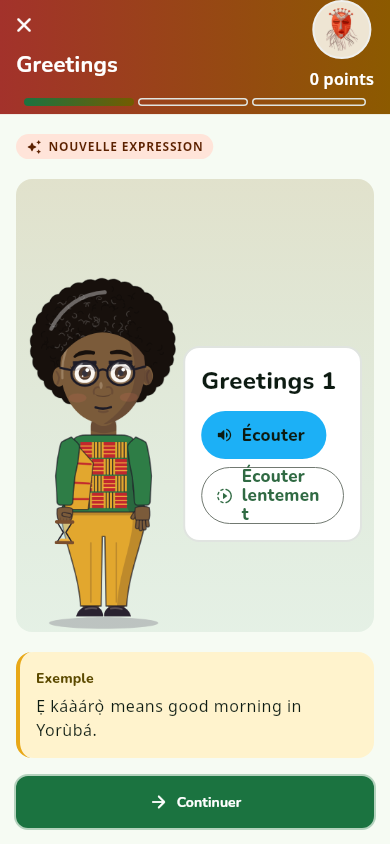 Greetings
0 points
NOUVELLE EXPRESSION
Greetings 1
Écouter
Écouter
lentemen
t
Exemple
Ẹ káàárọ̀ means good morning in
Yorùbá.
Continuer